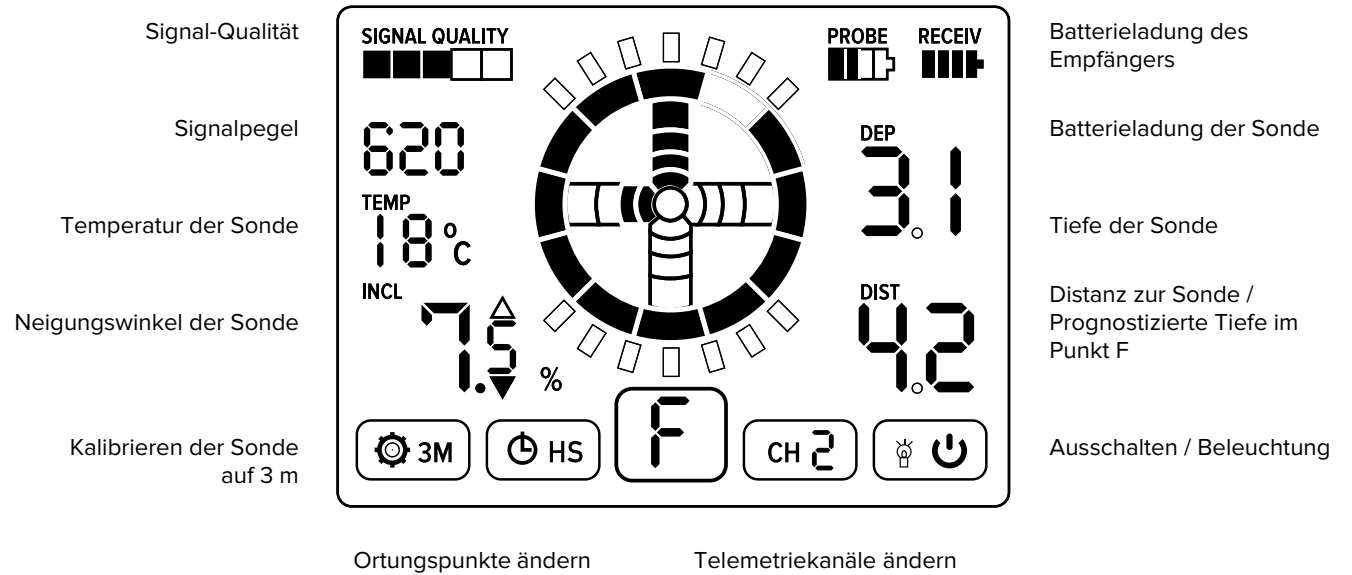 Signal-Qualität
Signalpegel
Temperatur der Sonde
Neigungswinkel der Sonde
Kalibrieren der Sonde
auf 3 m
SIGNAL QUALITY
620
TEMP
18 °C
INCL
7.5 %
PROBE
RECEIV
DEP
3.1
DIST
4.2
3M
HS
F
CH 2
Batterieladung des
Empfängers
Batterieladung der Sonde
Tiefe der Sonde
Distanz zur Sonde /
Prognostizierte Tiefe im
Punkt F
Ausschalten / Beleuchtung
Ortungspunkte ändern
Telemetriekanäle ändern